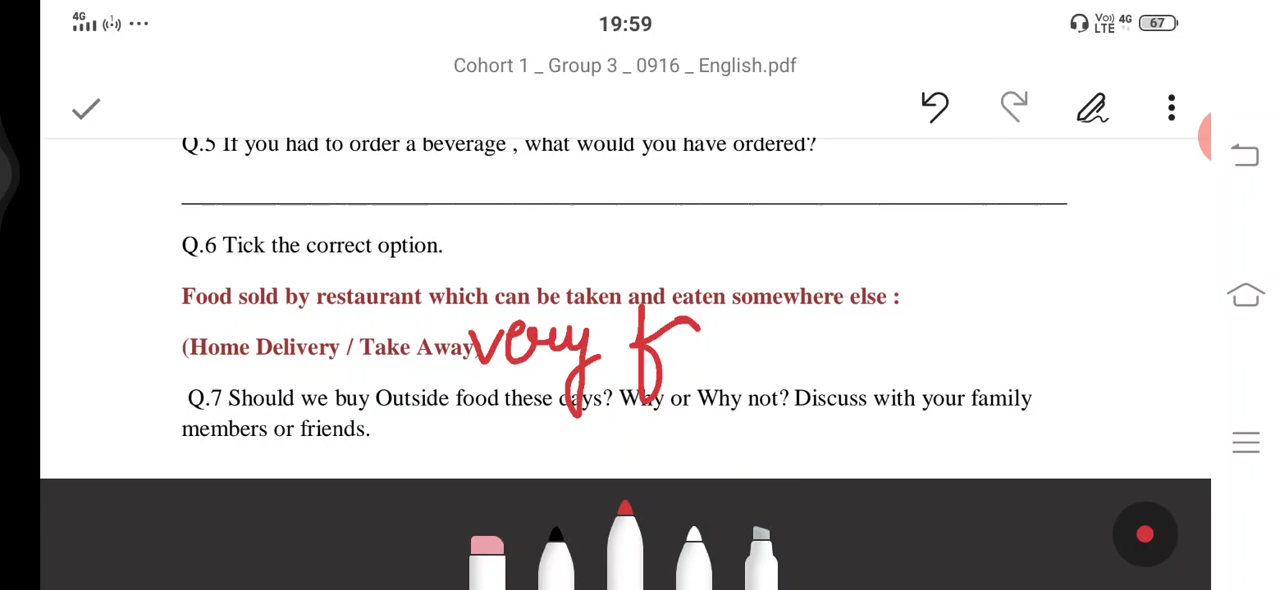 4G 19:59 Vo)) LTE 4G 67
Cohort 1 _ Group 3 _ 0916 _ English.pdf
Q.5 If you had to order a beverage , what would you have ordered?
Q.6 Tick the correct option.
Food sold by restaurant which can be taken and eaten somewhere else :
(Home Delivery / Take Away) very f
Q.7 Should we buy Outside food these days? Why or Why not? Discuss with your family
members or friends.